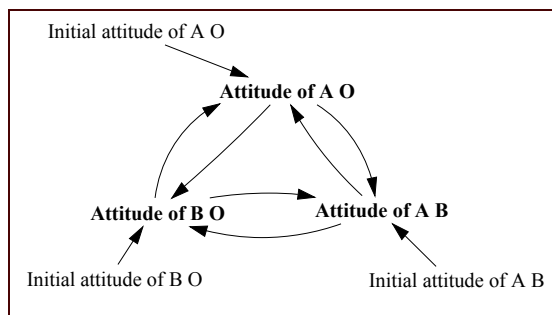 Initial attitude of A O
Attitude of A O
Attitude of B O
Attitude of A B
Initial attitude of B O
Initial attitude of A B